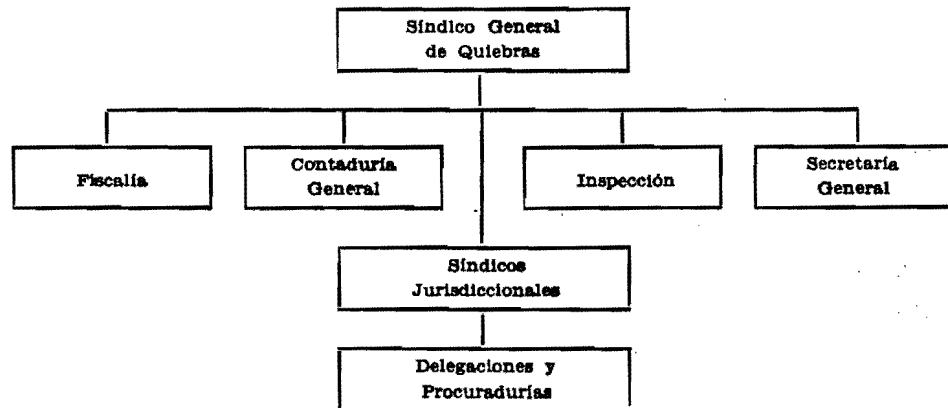 Síndico General
de Quiebras
Fiscalía
Contaduría
General
Inspección
Secretaría
General
Síndicos
Jurisdiccionales
Delegaciones y
Procuradurías